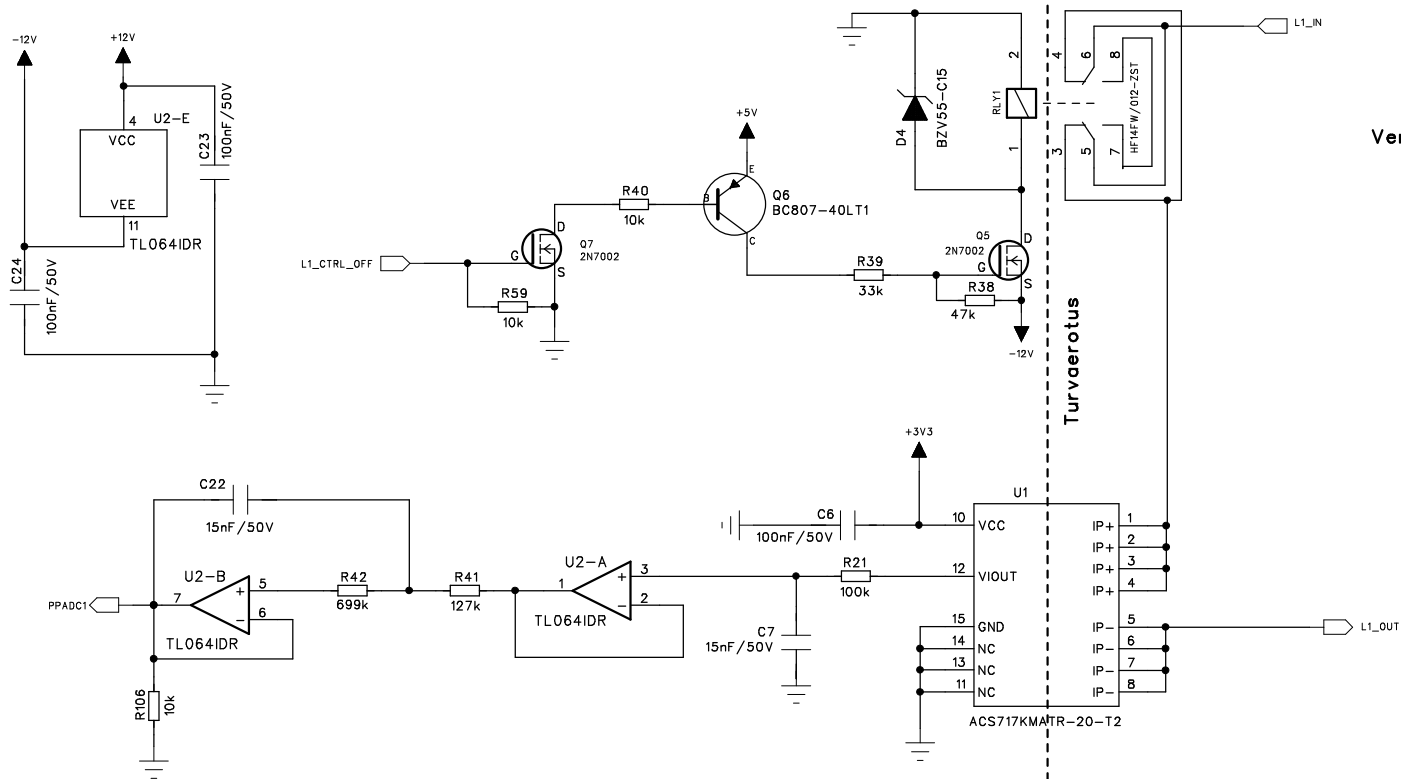 -12V
+12V
4
U2-E
VCC
VEE
11
TL064IDR
C23
100nF/50V
C24
100nF/50V
L1_CTRL_OFF
R59
10k
G
D
S
Q7
2N7002
R40
10k
+5V
B
E
C
Q6
BC807-40LT1
R39
33k
R38
47k
G
D
S
Q5
2N7002
-12V
D4
BZV55-C15
RLY1
2
1
4
6
8
3
5
7
HF14FW/012-ZST
L1_IN
Ver
Turvaerotus
+3V3
C6
100nF/50V
R21
100k
C7
15nF/50V
U1
10
VCC
12
VIOUT
15
GND
14
NC
13
NC
11
NC
IP+
1
IP+
2
IP+
3
IP+
4
IP-
5
IP-
6
IP-
7
IP-
8
ACS717KMATR-20-T2
L1_OUT
C22
15nF/50V
U2-B
7
5
6
+
-
TL064IDR
R42
699k
R41
127k
U2-A
1
3
2
+
-
TL064IDR
PPADC1
R106
10k